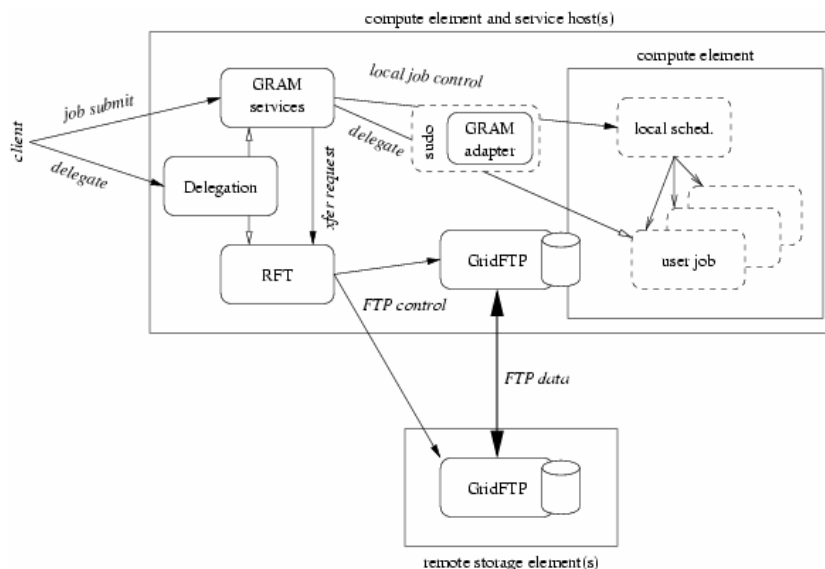 compute element and service host(s)
compute element
GRAM
services
local job control
job submit
sudo
GRAM
adapter
local sched.
client
delegate
delegate
Delegation
xfer request
RFT
GridFTP
user job
FTP control
FTP data
GridFTP
remote storage element(s)